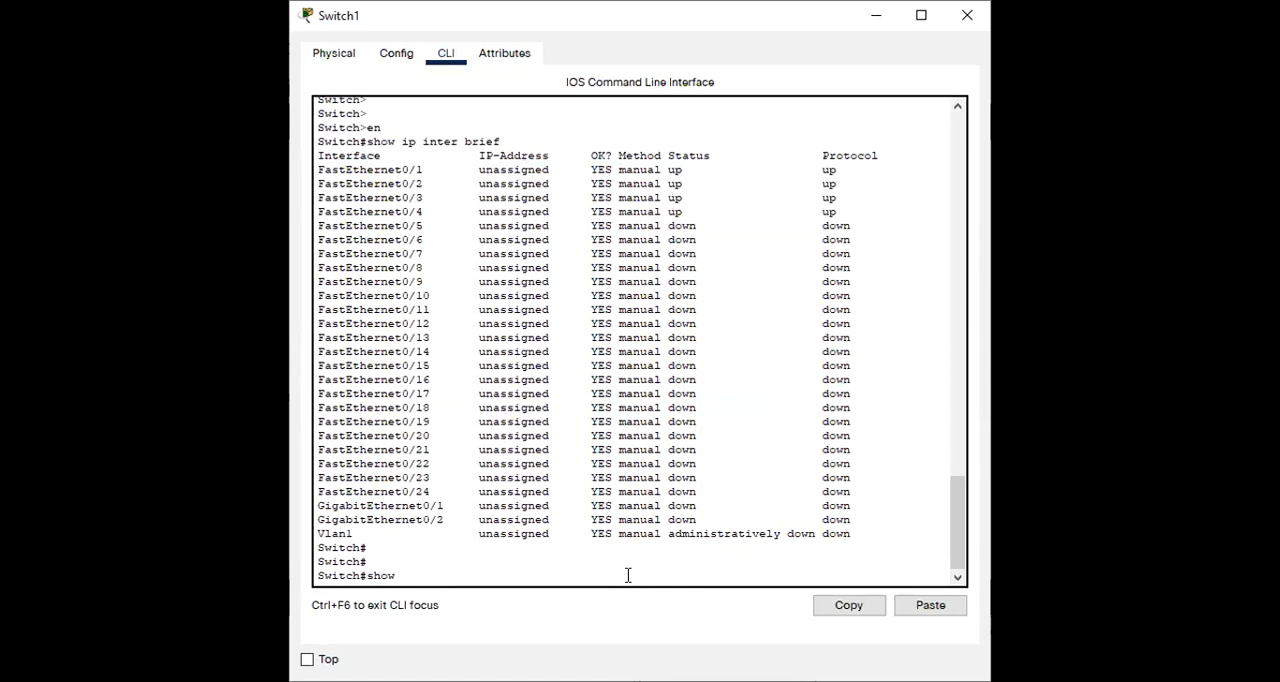 Switch1
Physical Config CLI Attributes
IOS Command Line Interface
Switch>
Switch>
Switch>en
Switch#show ip inter brief
Interface IP-Address OK? Method Status Protocol
FastEthernet0/1 unassigned YES manual up up
FastEthernet0/2 unassigned YES manual up up
FastEthernet0/3 unassigned YES manual up up
FastEthernet0/4 unassigned YES manual up up
FastEthernet0/5 unassigned YES manual down down
FastEthernet0/6 unassigned YES manual down down
FastEthernet0/7 unassigned YES manual down down
FastEthernet0/8 unassigned YES manual down down
FastEthernet0/9 unassigned YES manual down down
FastEthernet0/10 unassigned YES manual down down
FastEthernet0/11 unassigned YES manual down down
FastEthernet0/12 unassigned YES manual down down
FastEthernet0/13 unassigned YES manual down down
FastEthernet0/14 unassigned YES manual down down
FastEthernet0/15 unassigned YES manual down down
FastEthernet0/16 unassigned YES manual down down
FastEthernet0/17 unassigned YES manual down down
FastEthernet0/18 unassigned YES manual down down
FastEthernet0/19 unassigned YES manual down down
FastEthernet0/20 unassigned YES manual down down
FastEthernet0/21 unassigned YES manual down down
FastEthernet0/22 unassigned YES manual down down
FastEthernet0/23 unassigned YES manual down down
FastEthernet0/24 unassigned YES manual down down
GigabitEthernet0/1 unassigned YES manual down down
GigabitEthernet0/2 unassigned YES manual down down
Vlan1 unassigned YES manual administratively down down
Switch#
Switch#
Switch#show
Ctrl+F6 to exit CLI focus Copy Paste
Top